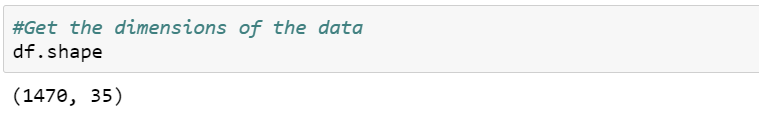 #Get the dimensions of the data
df.shape
(1470, 35)